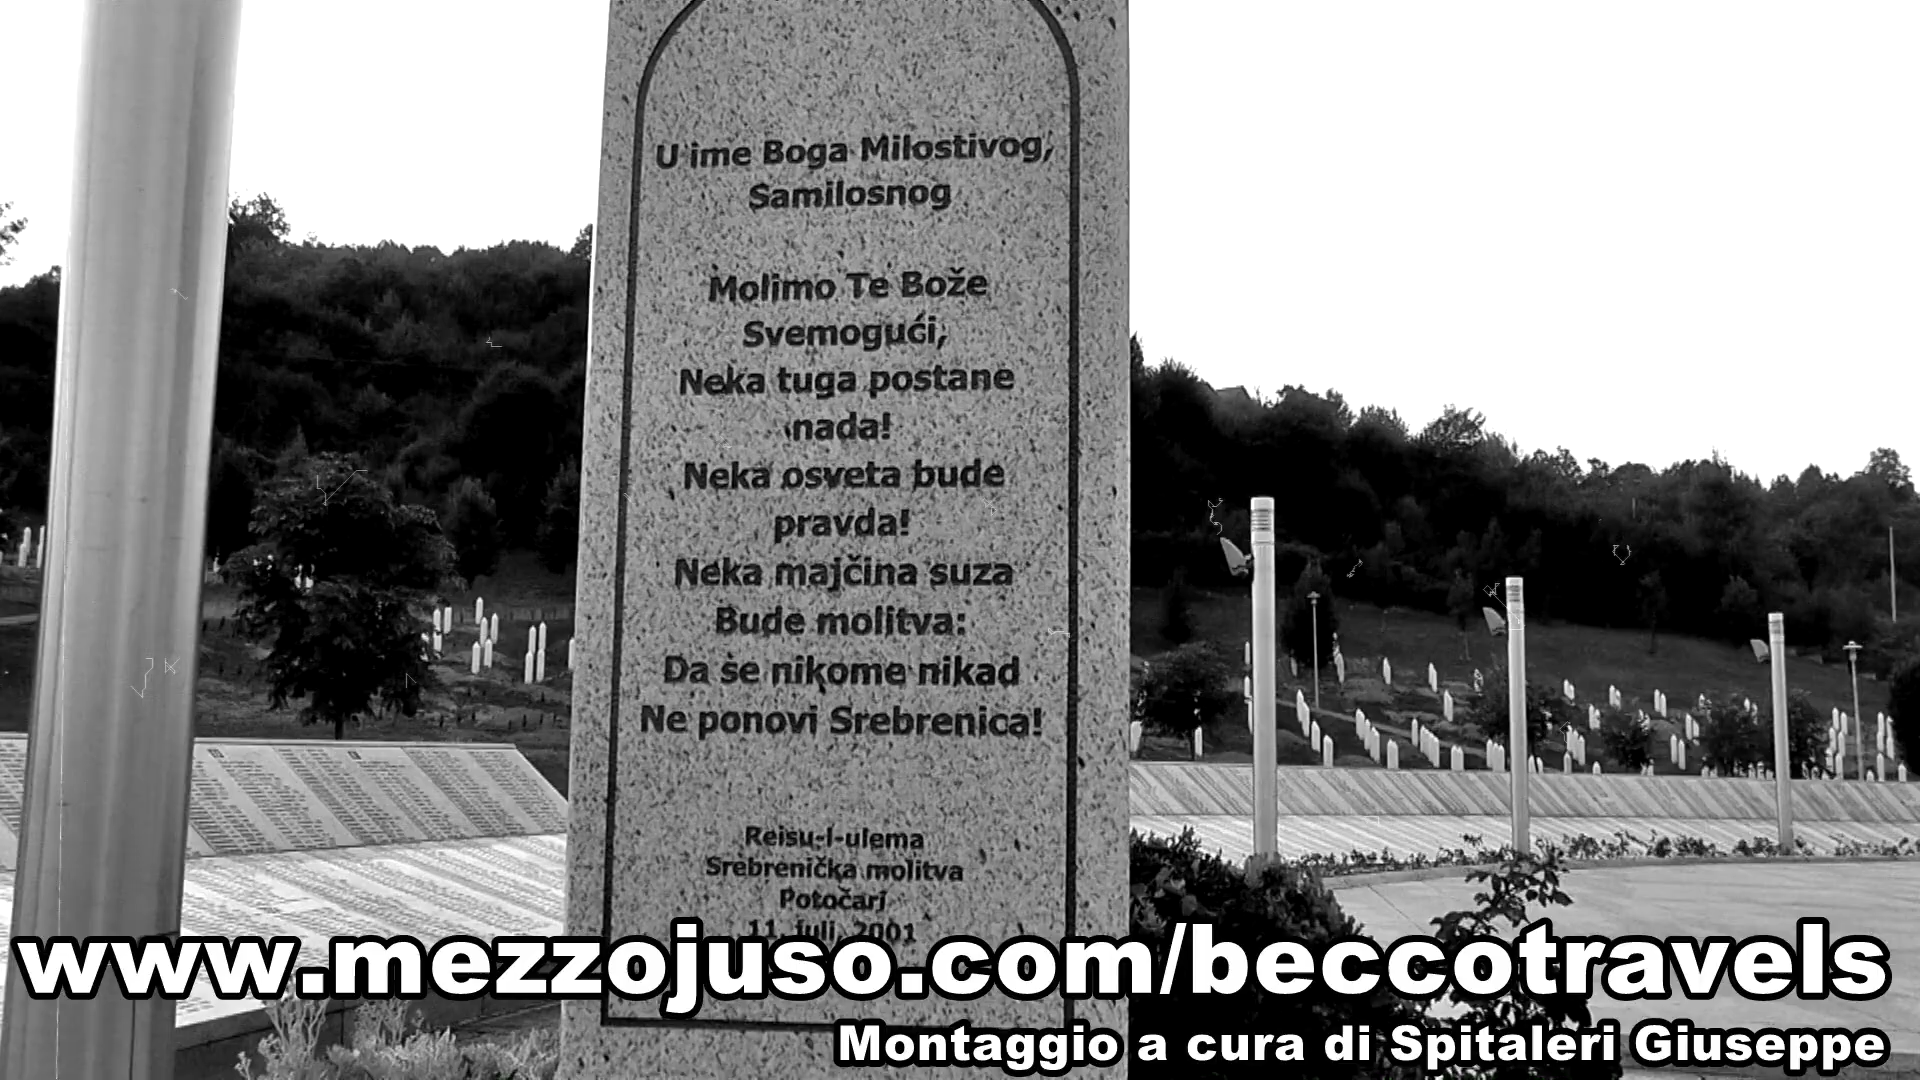 U ime Boga Milostivog,
Samilosnog
Molimo Te Bože
Svemogući,
Neka tuga postane
nada!
Neka osveta bude
pravda!
Neka majčina suza
Bude molitva:
Da se nikome nikad
Ne ponovi Srebrenica!
Reisu-l-ulema
Srebrenička molitva
Potočari
11. juli, 2001
www.mezzojuso.com/beccotravels
Montaggio a cura di Spitaleri Giuseppe